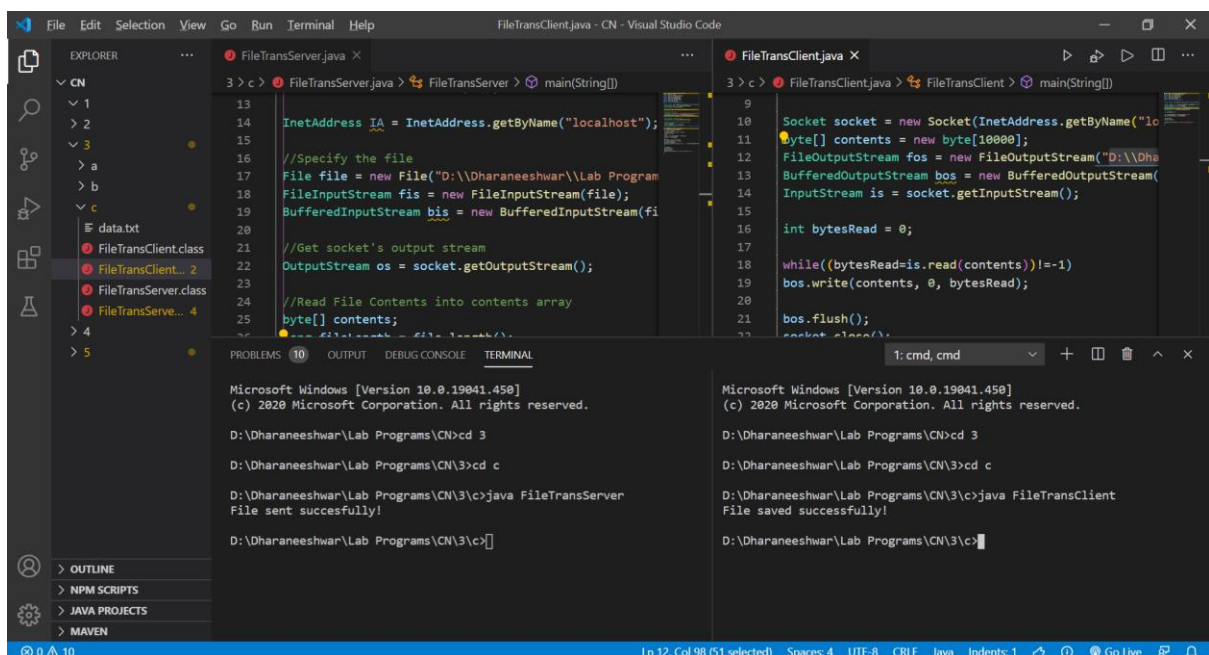 File Edit Selection View Go Run Terminal Help FileTransClient.java - CN - Visual Studio Code
EXPLORER ...
CN
1
2
3
a
b
c
data.txt
FileTransClient.class
FileTransClient... 2
FileTransServer.class
FileTransServe... 4
4
5
OUTLINE
NPM SCRIPTS
JAVA PROJECTS
MAVEN
FileTransServer.java ...
3 > c > FileTransServer.java > FileTransServer > main(String[])
13
14 InetAddress IA = InetAddress.getByName("localhost");
15
16 //Specify the file
17 File file = new File("D:\\Dharaneeshwar\\Lab Program
18 FileInputStream fis = new FileInputStream(file);
19 BufferedInputStream bis = new BufferedInputStream(fi
20
21 //Get socket's output stream
22 OutputStream os = socket.getOutputStream();
23
24 //Read File Contents into contents array
25 byte[] contents;
FileTransClient.java ...
3 > c > FileTransClient.java > FileTransClient > main(String[])
9
10 Socket socket = new Socket(InetAddress.getByName("lo
11 byte[] contents = new byte[10000];
12 FileOutputStream fos = new FileOutputStream("D:\\Dha
13 BufferedOutputStream bos = new BufferedOutputStream(
14 InputStream is = socket.getInputStream();
15
16 int bytesRead = 0;
17
18 while((bytesRead=is.read(contents))!=-1)
19 bos.write(contents, 0, bytesRead);
20
21 bos.flush();
22 socket.close();
PROBLEMS 10 OUTPUT DEBUG CONSOLE TERMINAL 1: cmd, cmd
Microsoft Windows [Version 10.0.19041.450]
(c) 2020 Microsoft Corporation. All rights reserved.
D:\Dharaneeshwar\Lab Programs\CN>cd 3
D:\Dharaneeshwar\Lab Programs\CN\3>cd c
D:\Dharaneeshwar\Lab Programs\CN\3\c>java FileTransServer
File sent succesfully!
D:\Dharaneeshwar\Lab Programs\CN\3\c>
Microsoft Windows [Version 10.0.19041.450]
(c) 2020 Microsoft Corporation. All rights reserved.
D:\Dharaneeshwar\Lab Programs\CN>cd 3
D:\Dharaneeshwar\Lab Programs\CN\3>cd c
D:\Dharaneeshwar\Lab Programs\CN\3\c>java FileTransClient
File saved successfully!
D:\Dharaneeshwar\Lab Programs\CN\3\c>
0 10 Ln 12, Col 98 (51 selected) Spaces: 4 UTF-8 CRLF Java Indents: 1 Go Live